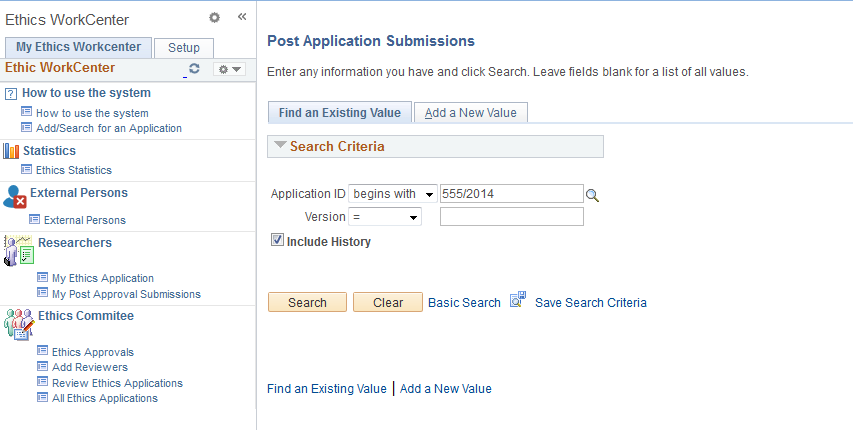 Ethics WorkCenter
«
My Ethics Workcenter
Setup
Ethic WorkCenter
? How to use the system
How to use the system
Add/Search for an Application
Statistics
Ethics Statistics
External Persons
External Persons
Researchers
My Ethics Application
My Post Approval Submissions
Ethics Commitee
Ethics Approvals
Add Reviewers
Review Ethics Applications
All Ethics Applications
Post Application Submissions
Enter any information you have and click Search. Leave fields blank for a list of all values.
Find an Existing Value
Add a New Value
Search Criteria
Application ID begins with 555/2014
Version =
Include History
Search Clear Basic Search Save Search Criteria
Find an Existing Value | Add a New Value